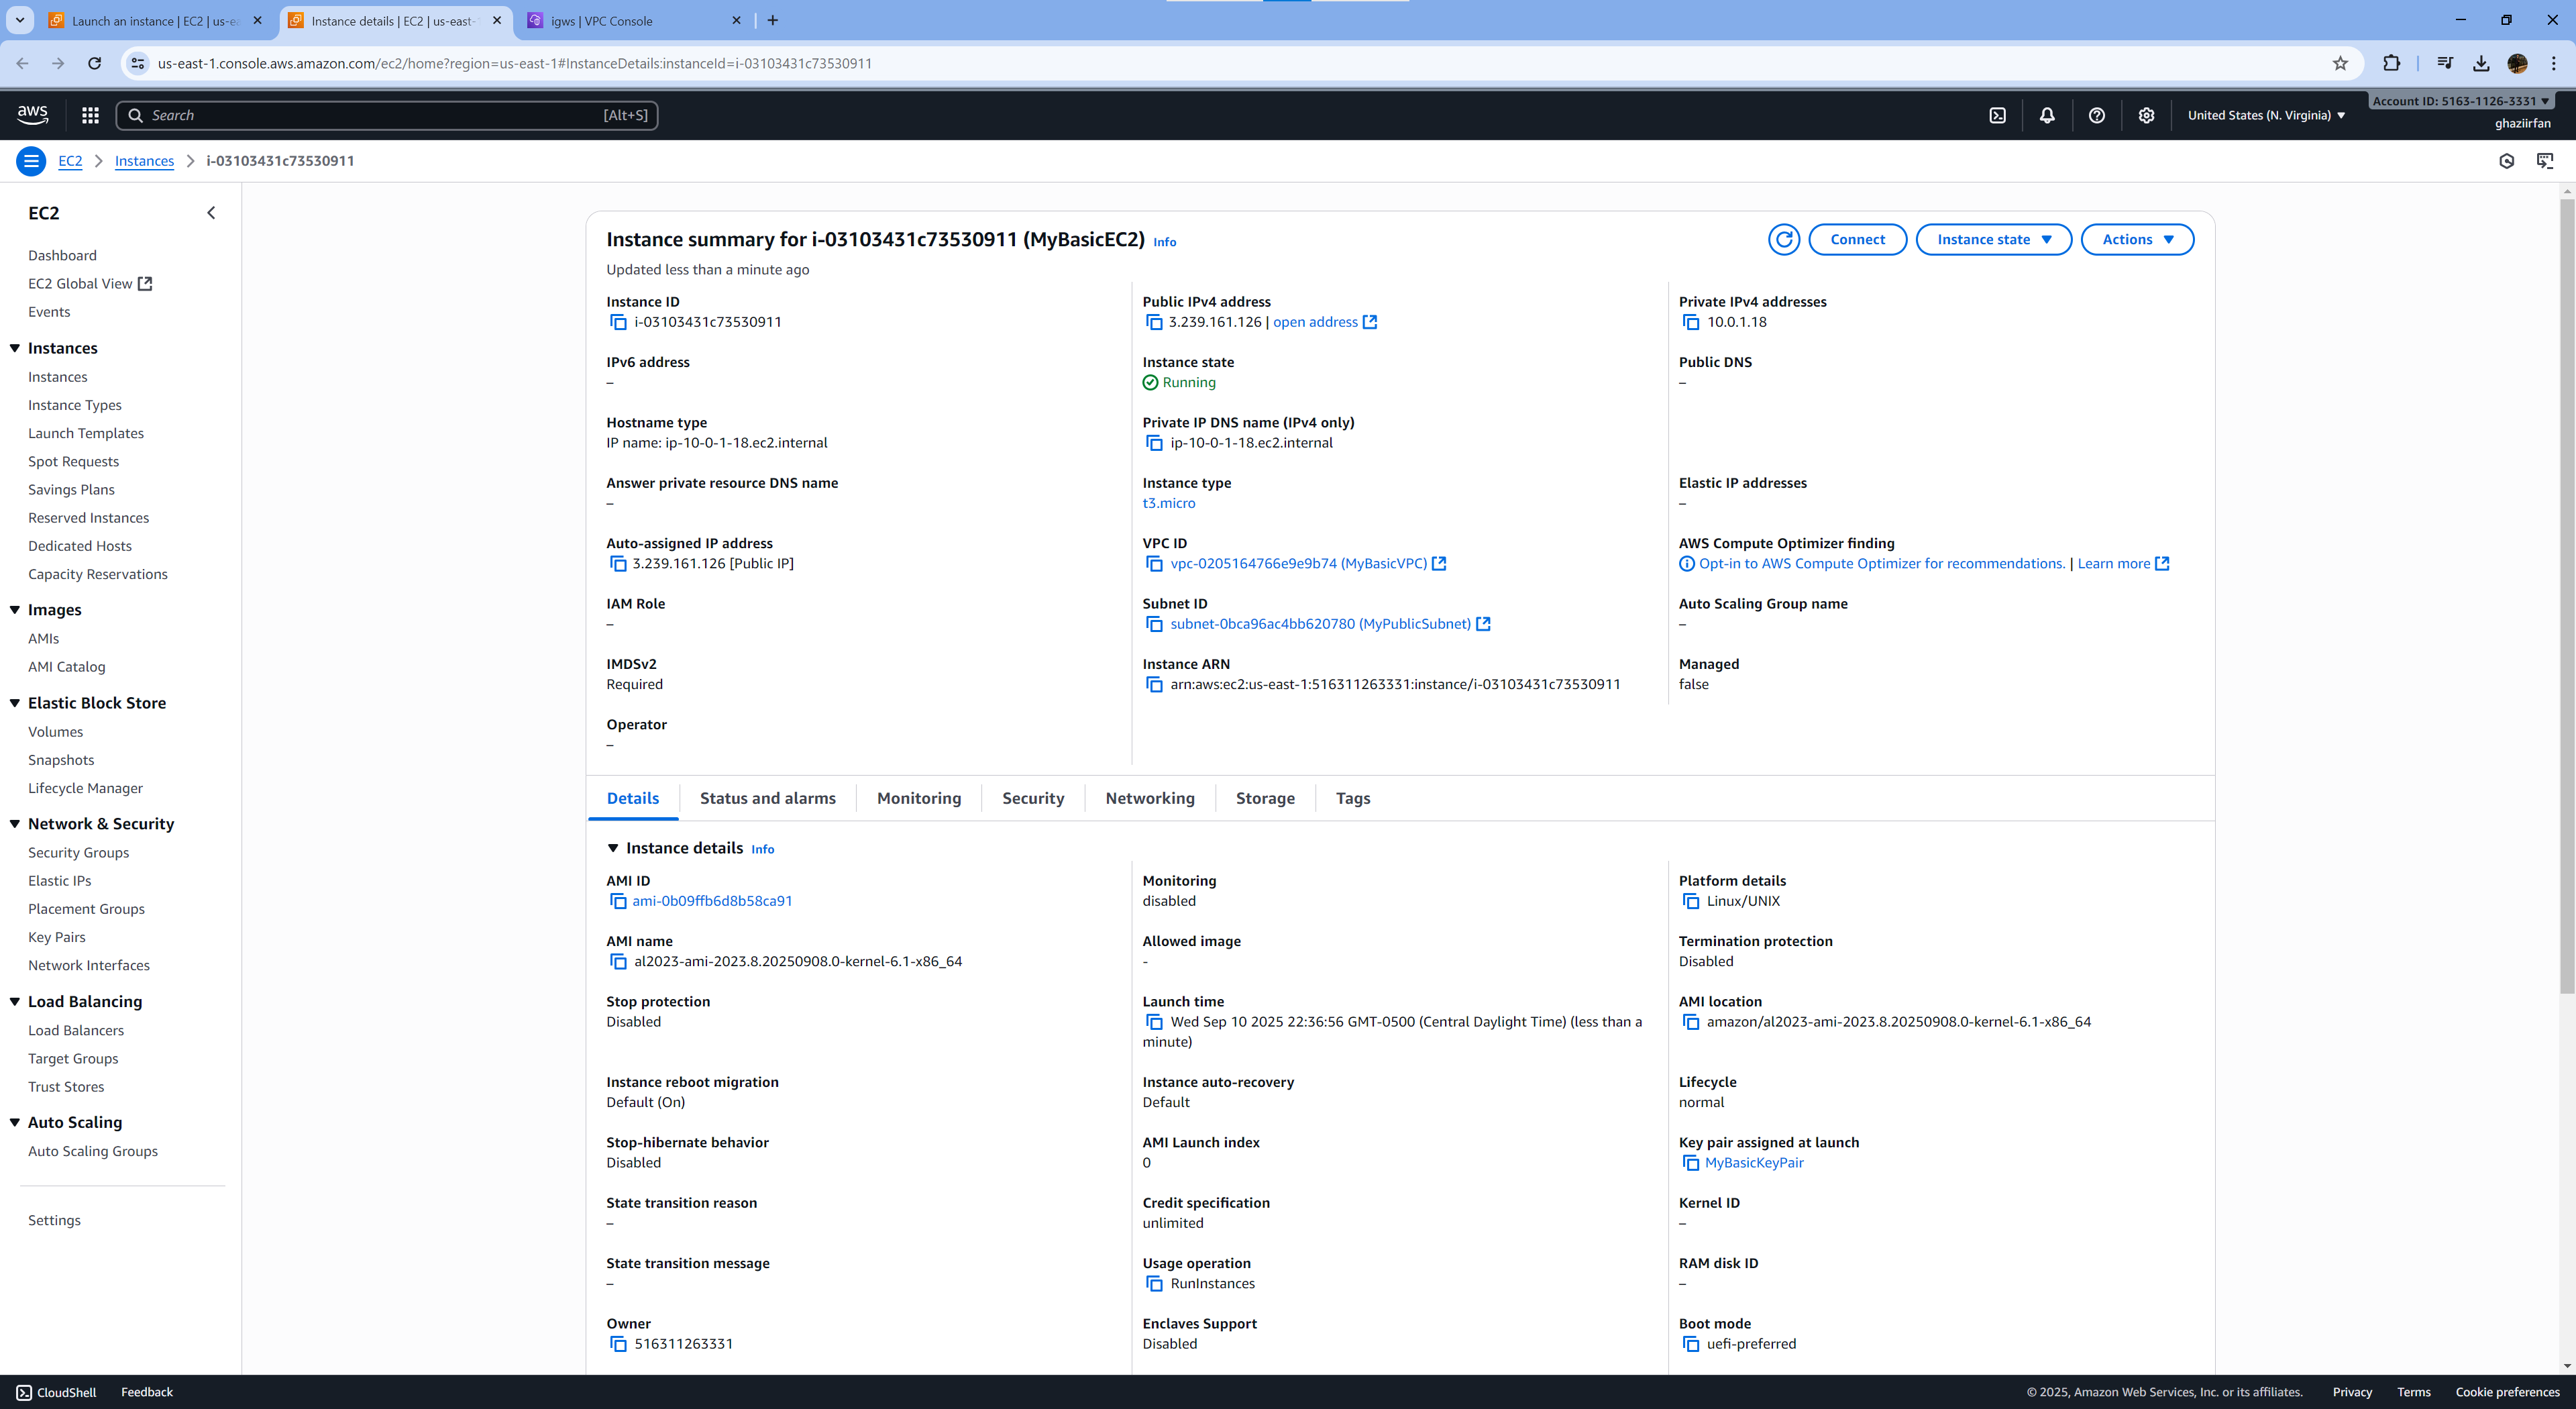 Launch an instance | EC2 | us-ea
Instance details | EC2 | us-east-
igws | VPC Console
us-east-1.console.aws.amazon.com/ec2/home?region=us-east-1#InstanceDetails:instanceId=i-03103431c73530911
aws
Search
[Alt+S]
United States (N. Virginia)
Account ID: 5163-1126-3331
ghaziirfan
EC2
Instances
i-03103431c73530911
EC2
Dashboard
EC2 Global View
Events
Instances
Instances
Instance Types
Launch Templates
Spot Requests
Savings Plans
Reserved Instances
Dedicated Hosts
Capacity Reservations
Images
AMIs
AMI Catalog
Elastic Block Store
Volumes
Snapshots
Lifecycle Manager
Network & Security
Security Groups
Elastic IPs
Placement Groups
Key Pairs
Network Interfaces
Load Balancing
Load Balancers
Target Groups
Trust Stores
Auto Scaling
Auto Scaling Groups
Settings
Instance summary for i-03103431c73530911 (MyBasicEC2) Info
Updated less than a minute ago
Connect
Instance state
Actions
Instance ID
i-03103431c73530911
Public IPv4 address
3.239.161.126 | open address
Private IPv4 addresses
10.0.1.18
IPv6 address
–
Instance state
Running
Public DNS
–
Hostname type
IP name: ip-10-0-1-18.ec2.internal
Private IP DNS name (IPv4 only)
ip-10-0-1-18.ec2.internal
Answer private resource DNS name
–
Instance type
t3.micro
Elastic IP addresses
–
Auto-assigned IP address
3.239.161.126 [Public IP]
VPC ID
vpc-0205164766e9e9b74 (MyBasicVPC)
AWS Compute Optimizer finding
Opt-in to AWS Compute Optimizer for recommendations. | Learn more
IAM Role
–
Subnet ID
subnet-0bca96ac4bb620780 (MyPublicSubnet)
Auto Scaling Group name
–
IMDSv2
Required
Instance ARN
arn:aws:ec2:us-east-1:516311263331:instance/i-03103431c73530911
Managed
false
Operator
–
Details
Status and alarms
Monitoring
Security
Networking
Storage
Tags
Instance details Info
AMI ID
ami-0b09ffb6d8b58ca91
Monitoring
disabled
Platform details
Linux/UNIX
AMI name
al2023-ami-2023.8.20250908.0-kernel-6.1-x86_64
Allowed image
-
Termination protection
Disabled
Stop protection
Disabled
Launch time
Wed Sep 10 2025 22:36:56 GMT-0500 (Central Daylight Time) (less than a
minute)
AMI location
amazon/al2023-ami-2023.8.20250908.0-kernel-6.1-x86_64
Instance reboot migration
Default (On)
Instance auto-recovery
Default
Lifecycle
normal
Stop-hibernate behavior
Disabled
AMI Launch index
0
Key pair assigned at launch
MyBasicKeyPair
State transition reason
–
Credit specification
unlimited
Kernel ID
–
State transition message
–
Usage operation
RunInstances
RAM disk ID
–
Owner
516311263331
Enclaves Support
Disabled
Boot mode
uefi-preferred
CloudShell
Feedback
© 2025, Amazon Web Services, Inc. or its affiliates.
Privacy
Terms
Cookie preferences